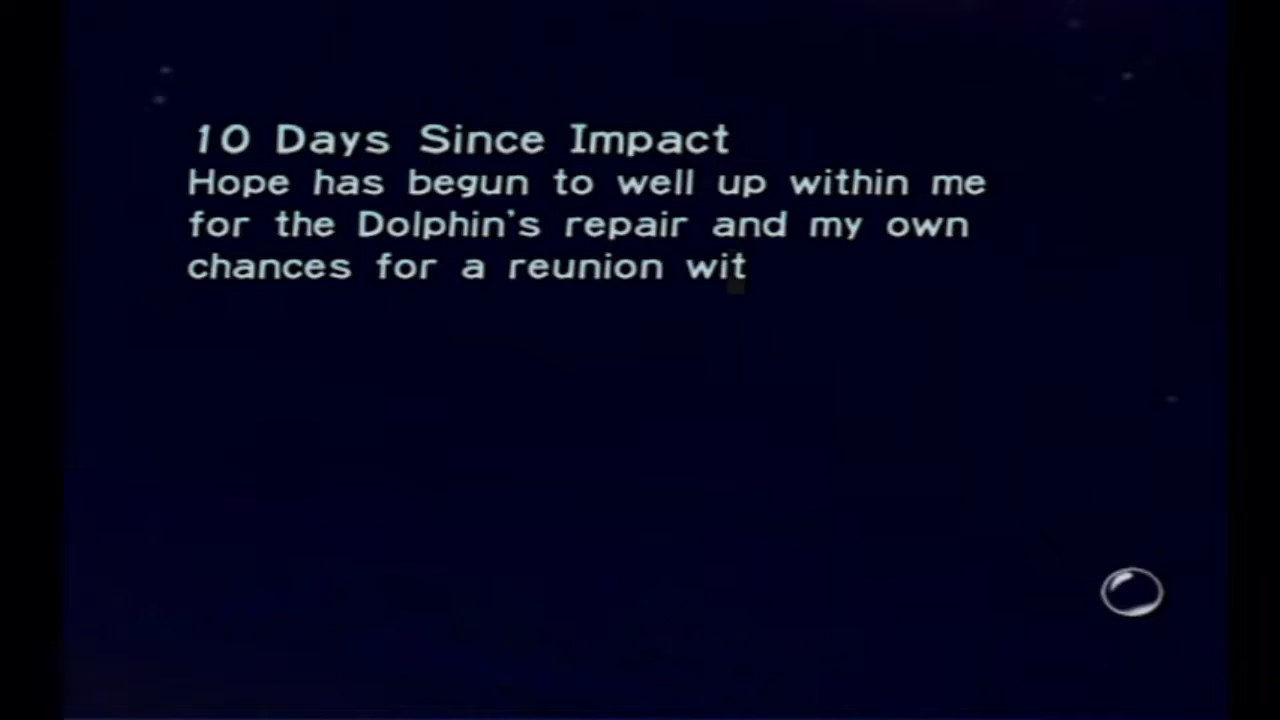 10 Days Since Impact
Hope has begun to well up within me
for the Dolphin's repair and my own
chances for a reunion wit